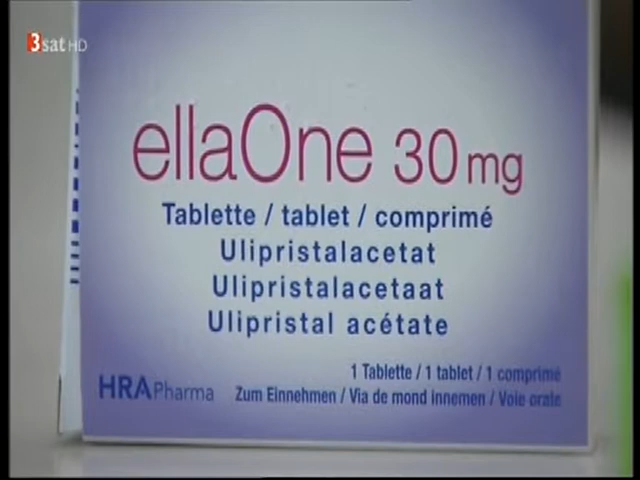 3sat HD
ellaOne 30 mg
Tablette / tablet / comprimé
Ulipristalacetat
Ulipristalacetaat
Ulipristal acétate
1 Tablette / 1 tablet / 1 comprimé
HRA Pharma
Zum Einnehmen / Via de mond innemen / Voie orale